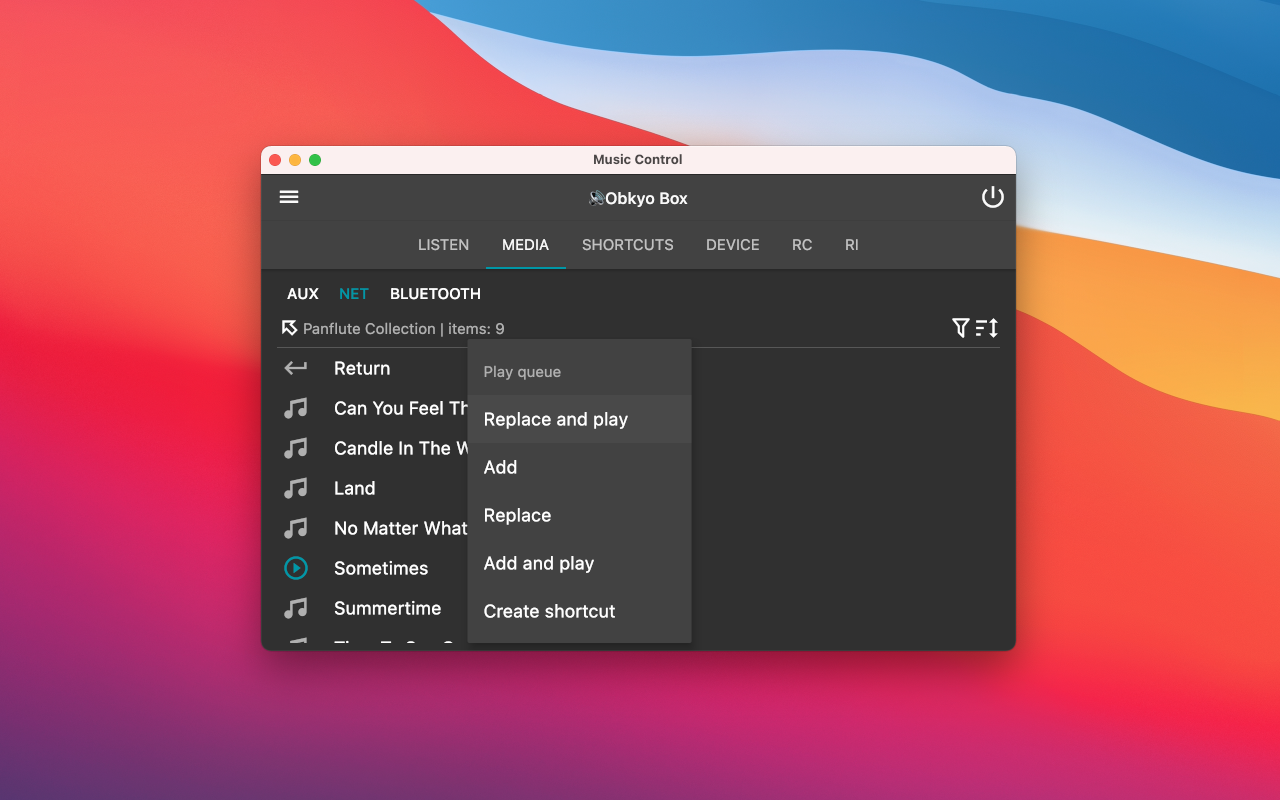 Music Control
Obkyo Box
LISTEN MEDIA SHORTCUTS DEVICE RC RI
AUX NET BLUETOOTH
Panflute Collection | items: 9
Play queue
Return
Can You Feel
Replace and play
Candle In The
Add
Land
Replace
No Matter What
Add and play
Sometimes
Summertime
Create shortcut